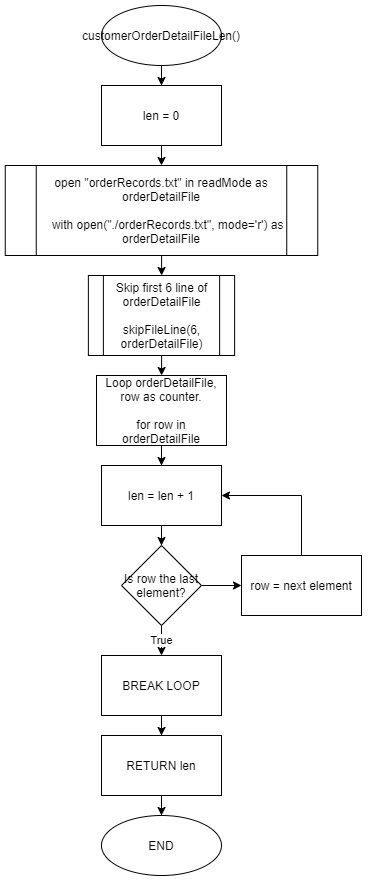 customerOrderDetailFileLen()
len = 0
open "orderRecords.txt" in readMode as
orderDetailFile
with open("./orderRecords.txt", mode='r') as
orderDetailFile
Skip first 6 line of
orderDetailFile
skipFileLine(6,
orderDetailFile)
Loop orderDetailFile,
row as counter.
for row in
orderDetailFile
len = len + 1
Is row the last
element?
row = next element
True
BREAK LOOP
RETURN len
END